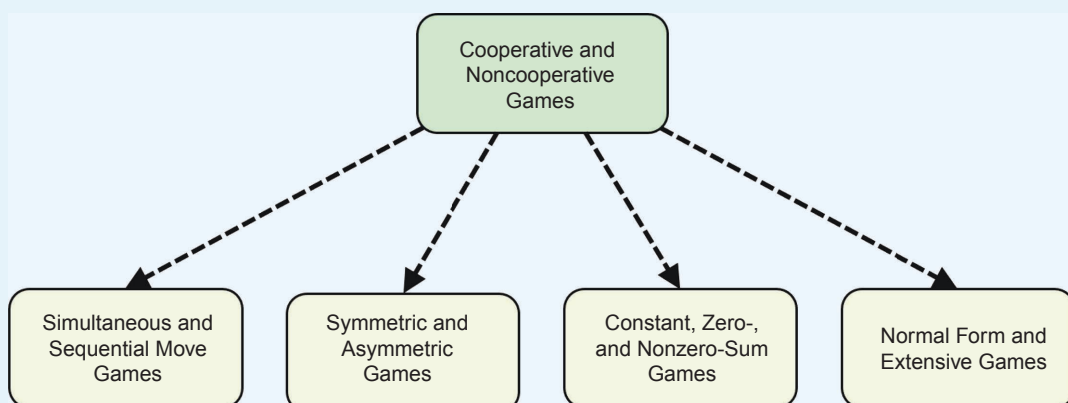 Cooperative and
Noncooperative
Games
Simultaneous and
Sequential Move
Games
Symmetric and
Asymmetric
Games
Constant, Zero-,
and Nonzero-Sum
Games
Normal Form and
Extensive Games